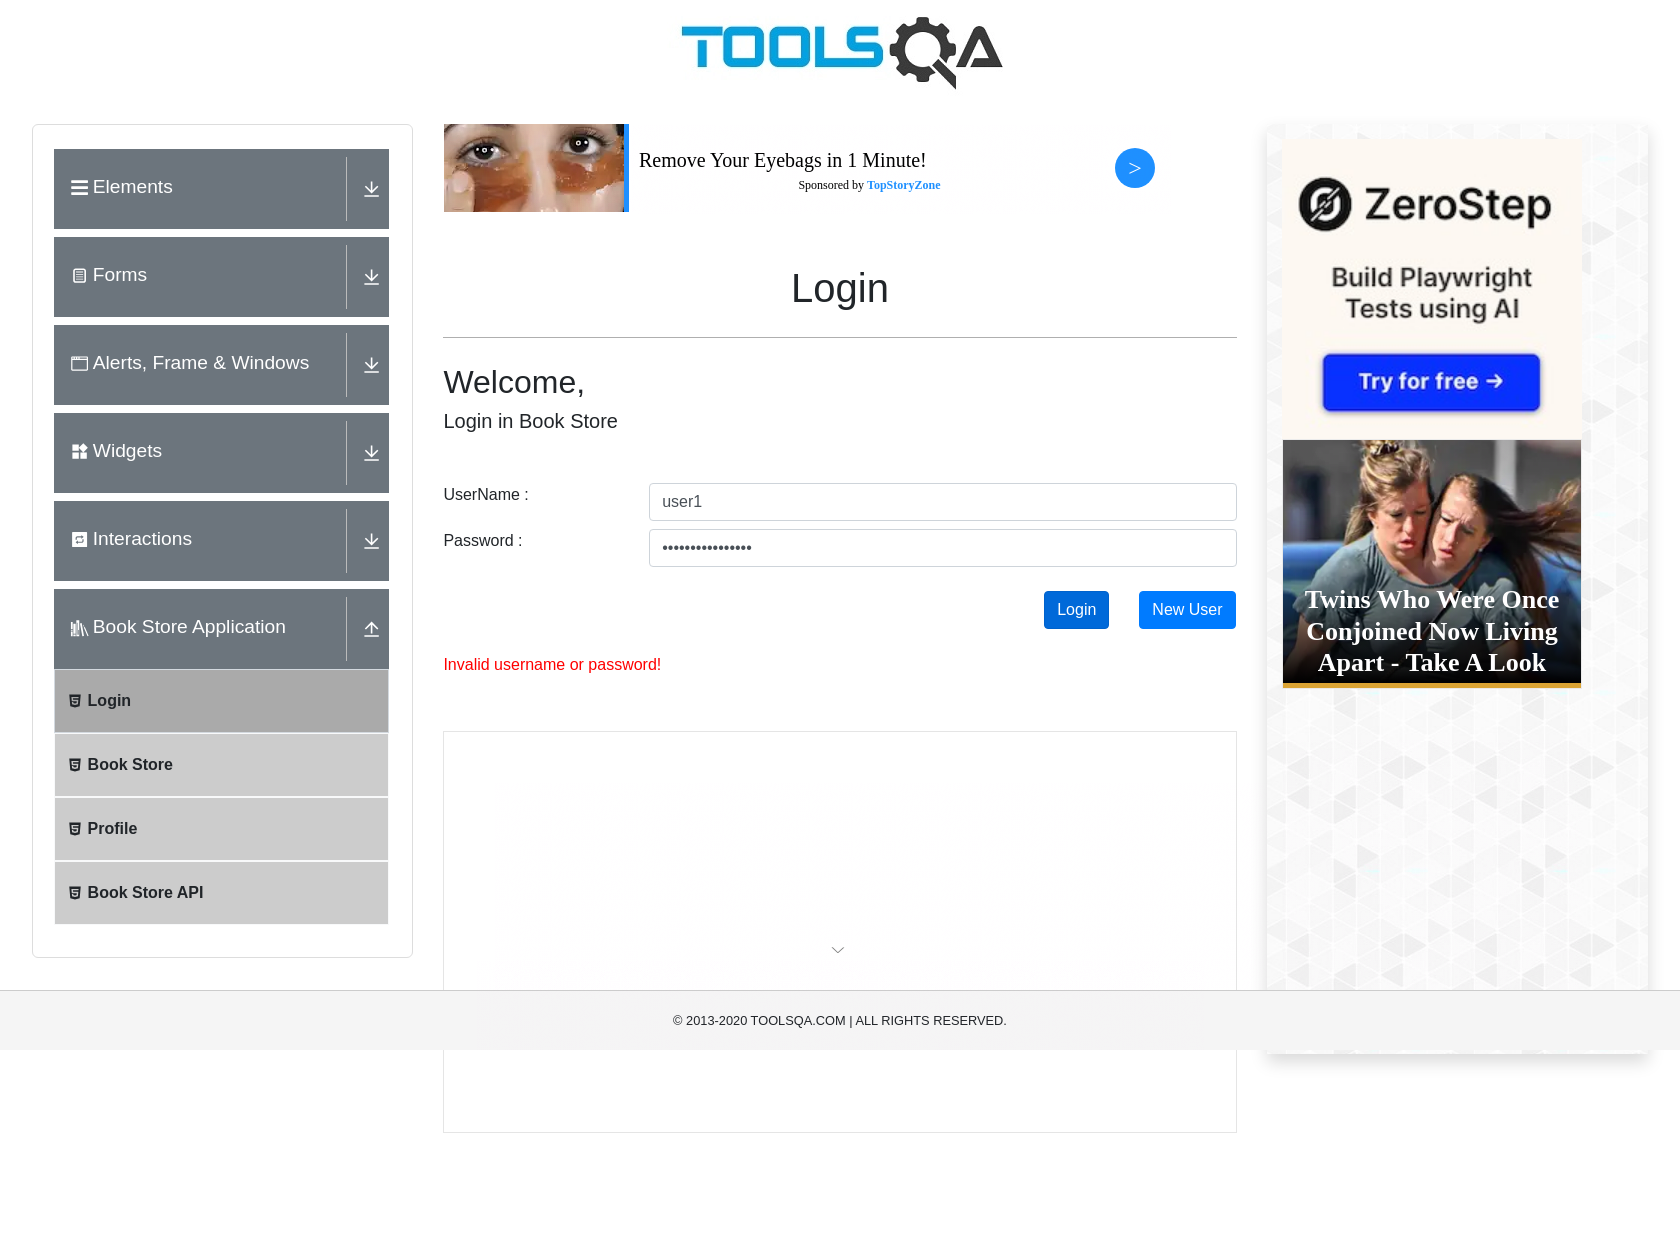 TOOLSQA
Elements
Forms
Alerts, Frame & Windows
Widgets
Interactions
Book Store Application
Login
Book Store
Profile
Book Store API
Remove Your Eyebags in 1 Minute!
Sponsored by TopStoryZone
>
Login
Welcome,
Login in Book Store
UserName :
user1
Password :
••••••••••••••••
Login
New User
Invalid username or password!
ZeroStep
Build Playwright
Tests using AI
Try for free →
Twins Who Were Once
Conjoined Now Living
Apart - Take A Look
© 2013-2020 TOOLSQA.COM | ALL RIGHTS RESERVED.